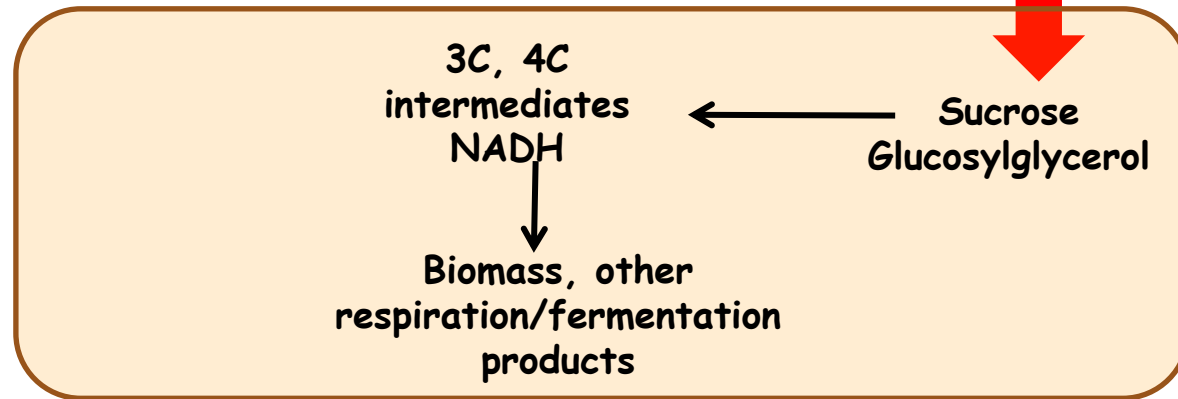 3C, 4C
intermediates
NADH
Sucrose
Glucosylglycerol
Biomass, other
respiration/fermentation
products